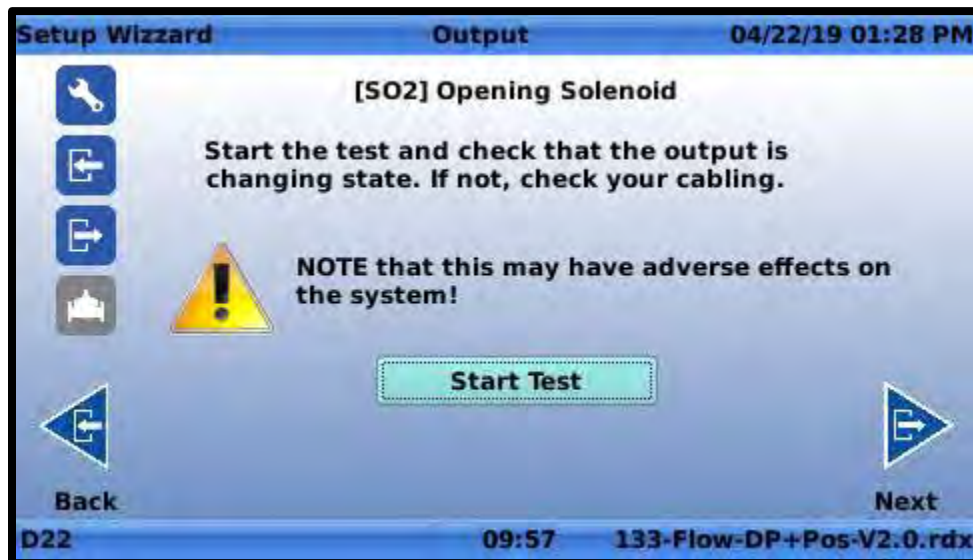 Setup Wizzard Output 04/22/19 01:28 PM
[SO2] Opening Solenoid
Start the test and check that the output is
changing state. If not, check your cabling.
NOTE that this may have adverse effects on
the system!
Start Test
Back Next
D22 09:57 133-Flow-DP+Pos-V2.0.rdx